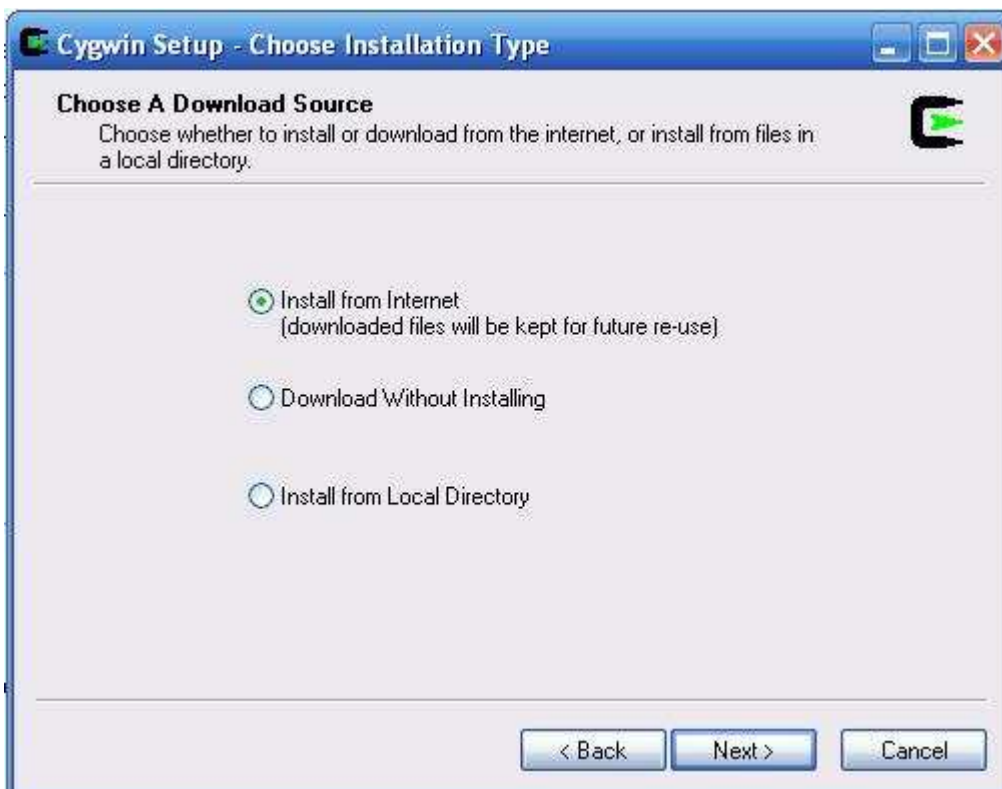 Cygwin Setup - Choose Installation Type
Choose A Download Source
Choose whether to install or download from the internet, or install from files in
a local directory.
Install from Internet
(downloaded files will be kept for future re-use)
Download Without Installing
Install from Local Directory
< Back Next > Cancel